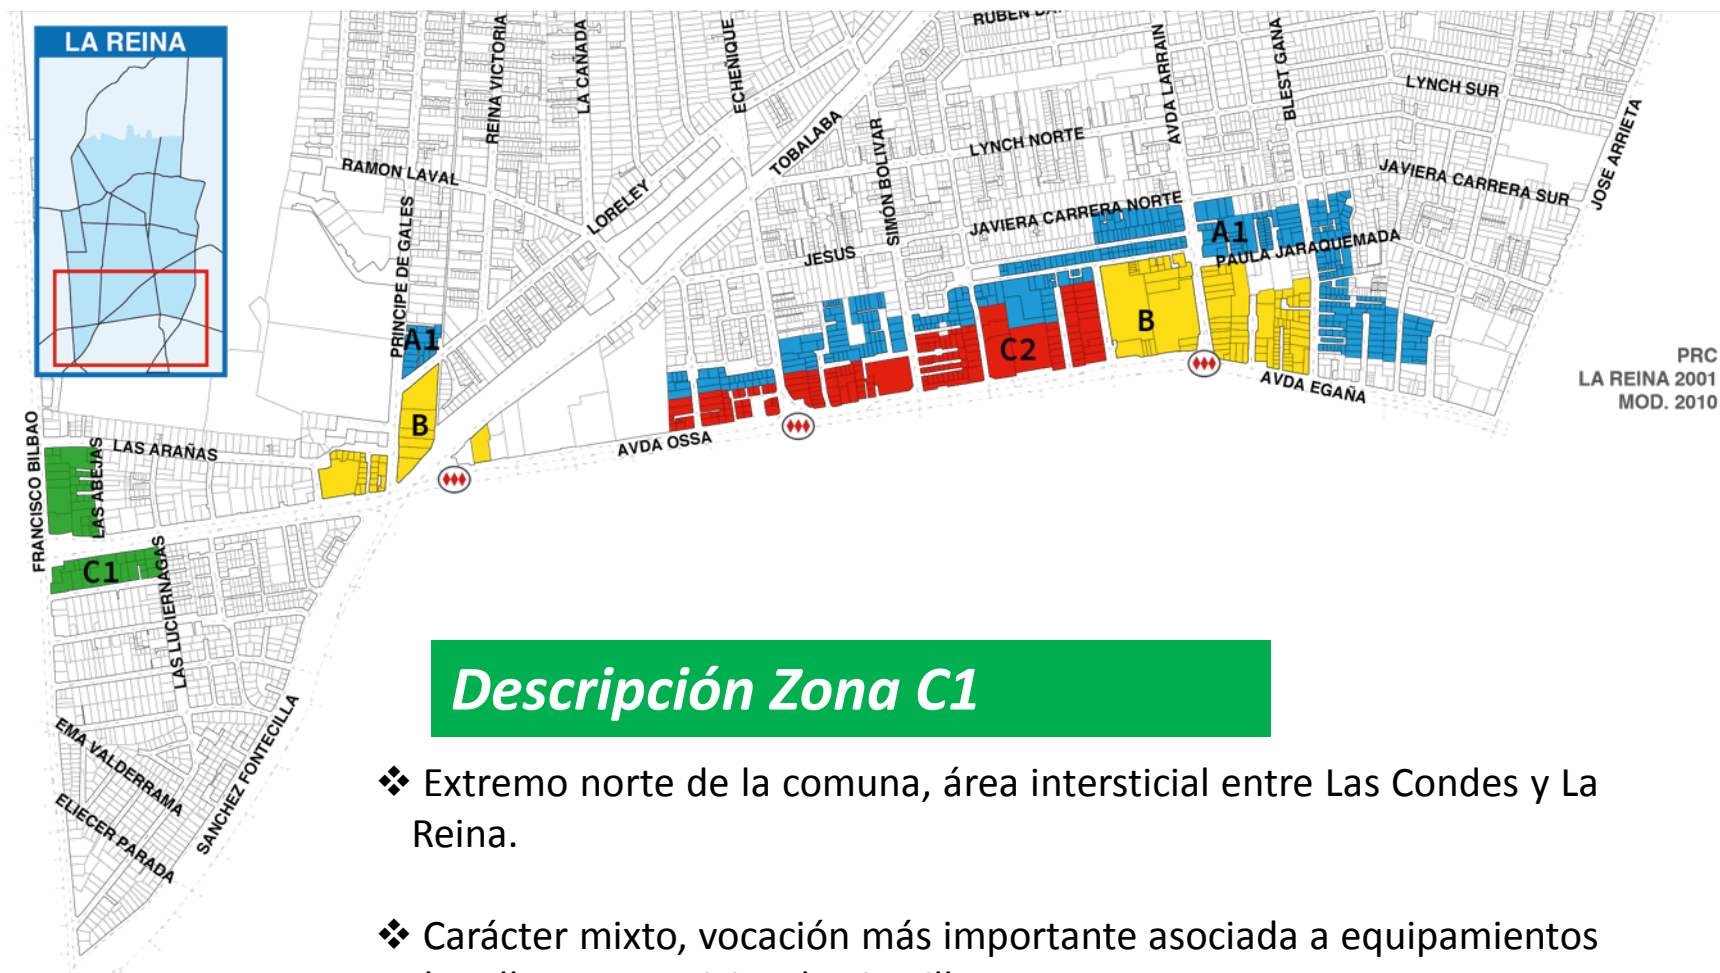 LA REINA
RUBEN
REINA VICTORIA
LA CAÑADA
ECHEÑIQUE
AVDA LARRAIN
BLEST GANA
LYNCH SUR
TOBALABA
SIMÓN BOLIVAR
LYNCH NORTE
JOSE ARRIETA
RAMON LAVAL
JAVIERA CARRERA SUR
LORELEY
PRINCIPE DE GALES
JAVIERA CARRERA NORTE
A1
PAULA JARAQUEMADA
JESUS
A1
B
C2
PRC
LA REINA 2001
MOD. 2010
AVDA EGAÑA
B
AVDA OSSA
FRANCISCO BILBAO
LAS ABEJAS
LAS ARAÑAS
C1
LAS LUCIERNAGAS
EMA VALDERRAMA
ELIECER PARADA
SANCHEZ FONTECILLA
Descripción Zona C1
❖ Extremo norte de la comuna, área intersticial entre Las Condes y La
Reina.
❖ Carácter mixto, vocación más importante asociada a equipamientos